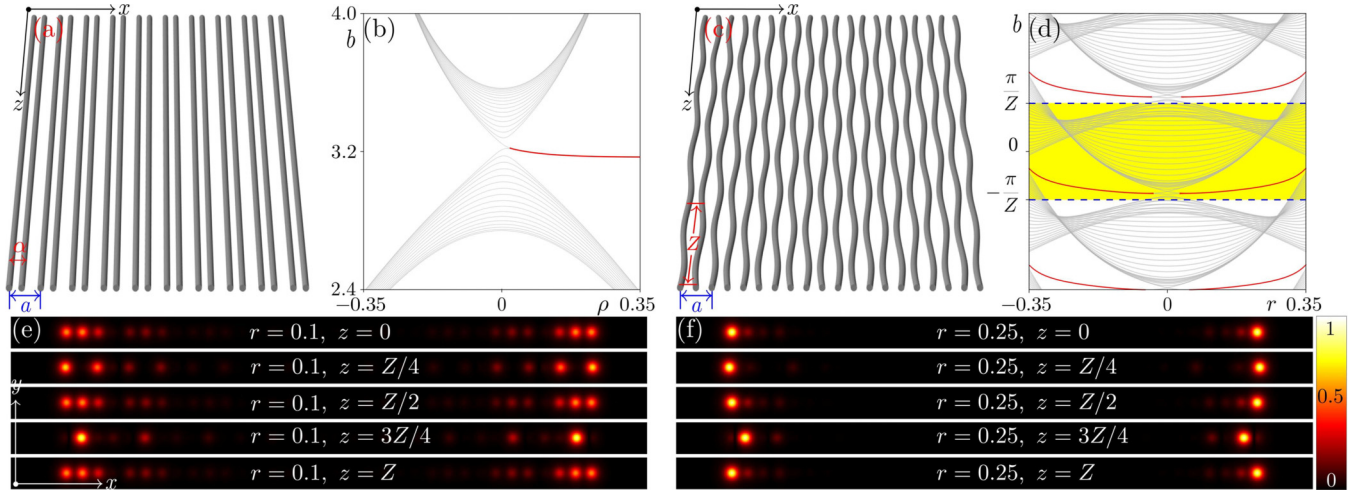 (a)
x
z
ρ
a
(b)
4.0
b
3.2
2.4
−0.35
0
ρ
0.35
(c)
x
z
Z
a
(d)
b
π/Z
0
−π/Z
−0.35
0
r
0.35
(e)
r = 0.1, z = 0
r = 0.1, z = Z/4
y
r = 0.1, z = Z/2
r = 0.1, z = 3Z/4
r = 0.1, z = Z
x
(f)
r = 0.25, z = 0
r = 0.25, z = Z/4
r = 0.25, z = Z/2
r = 0.25, z = 3Z/4
r = 0.25, z = Z
1
0.5
0